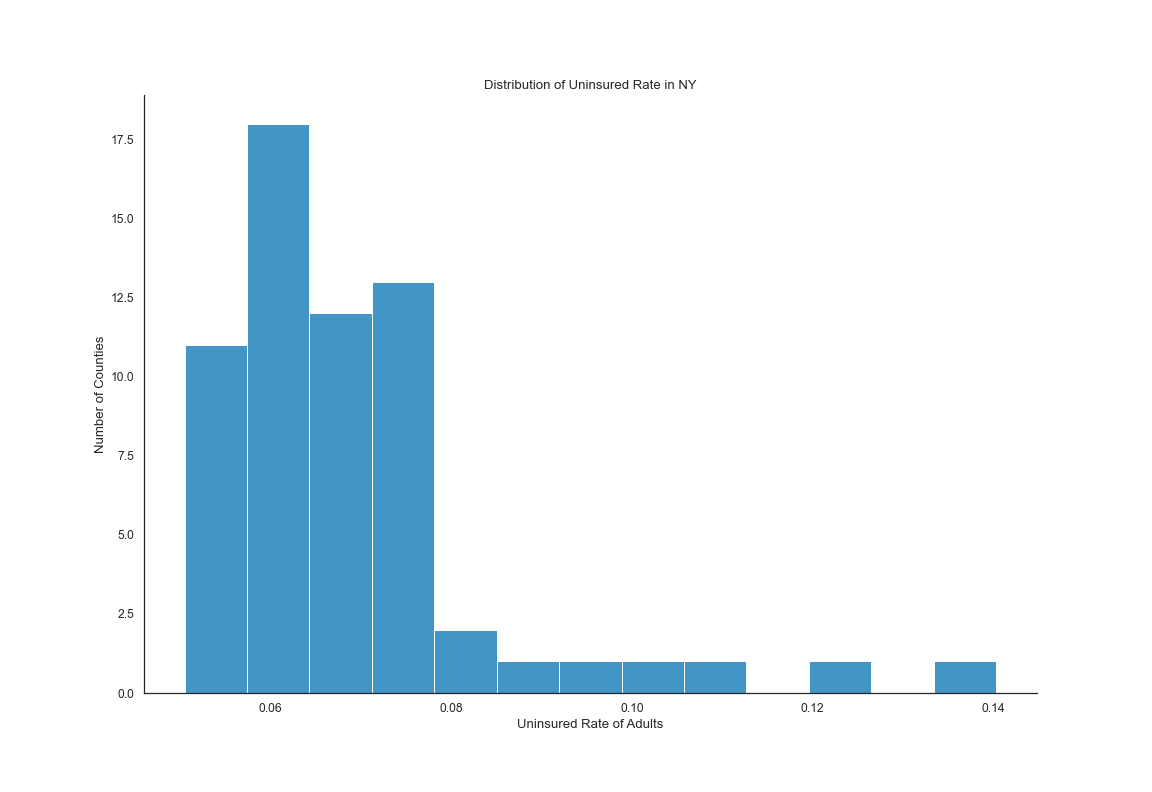 Distribution of Uninsured Rate in NY
17.5
15.0
12.5
10.0
7.5
5.0
2.5
0.0
Number of Counties
0.06 0.08 0.10 0.12 0.14
Uninsured Rate of Adults